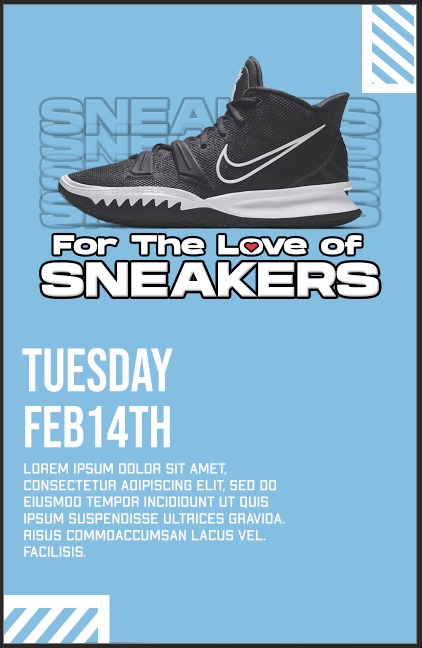 SNEAKERS
For The Love of
SNEAKERS
TUESDAY
FEB14TH
LOREM IPSUM DOLOR SIT AMET,
CONSECTETUR ADIPISCING ELIT, SED DO
EIUSMOD TEMPOR INCIDIDUNT UT QUIS
IPSUM SUSPENDISSE ULTRICES GRAVIDA.
RISUS COMMODACCUMSAN LACUS VEL.
FACILISIS.